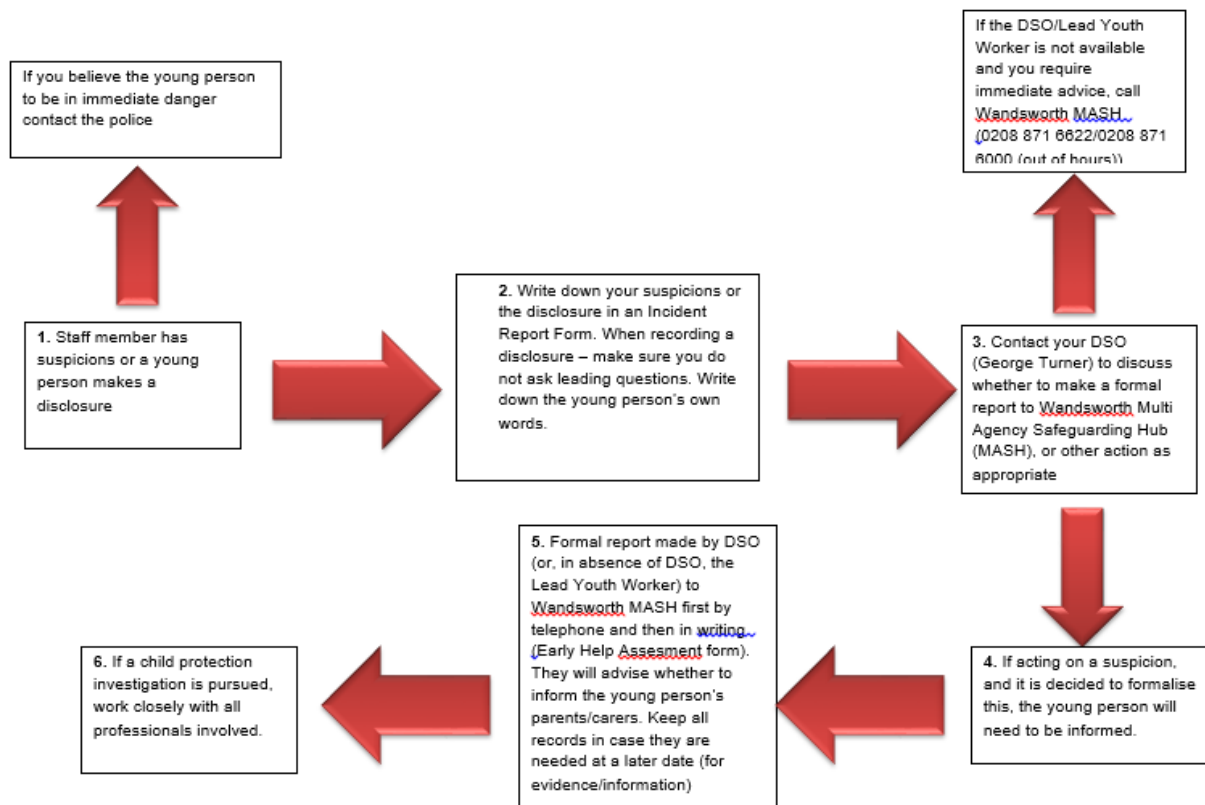 If you believe the young person
to be in immediate danger
contact the police
If the DSO/Lead Youth
Worker is not available
and you require
immediate advice, call
Wandsworth MASH
(0208 871 6622/0208 871
6000 (out of hours))
1. Staff member has
suspicions or a young
person makes a
disclosure
2. Write down your suspicions or
the disclosure in an Incident
Report Form. When recording a
disclosure – make sure you do
not ask leading questions. Write
down the young person's own
words.
3. Contact your DSO
(George Turner) to discuss
whether to make a formal
report to Wandsworth Multi
Agency Safeguarding Hub
(MASH), or other action as
appropriate
4. If acting on a suspicion,
and it is decided to formalise
this, the young person will
need to be informed.
5. Formal report made by DSO
(or, in absence of DSO, the
Lead Youth Worker) to
Wandsworth MASH first by
telephone and then in writing
(Early Help Assesment form).
They will advise whether to
inform the young person's
parents/carers. Keep all
records in case they are
needed at a later date (for
evidence/information)
6. If a child protection
investigation is pursued,
work closely with all
professionals involved.